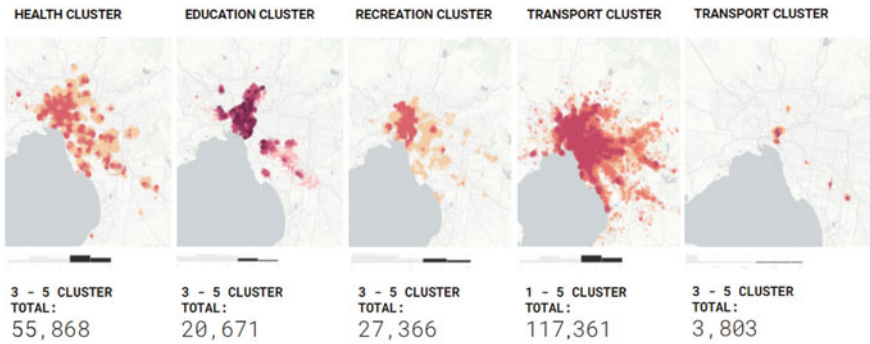 HEALTH CLUSTER
EDUCATION CLUSTER
RECREATION CLUSTER
TRANSPORT CLUSTER
TRANSPORT CLUSTER
3 - 5 CLUSTER
TOTAL:
55,868
3 - 5 CLUSTER
TOTAL:
20,671
3 - 5 CLUSTER
TOTAL:
27,366
1 - 5 CLUSTER
TOTAL:
117,361
3 - 5 CLUSTER
TOTAL:
3,803